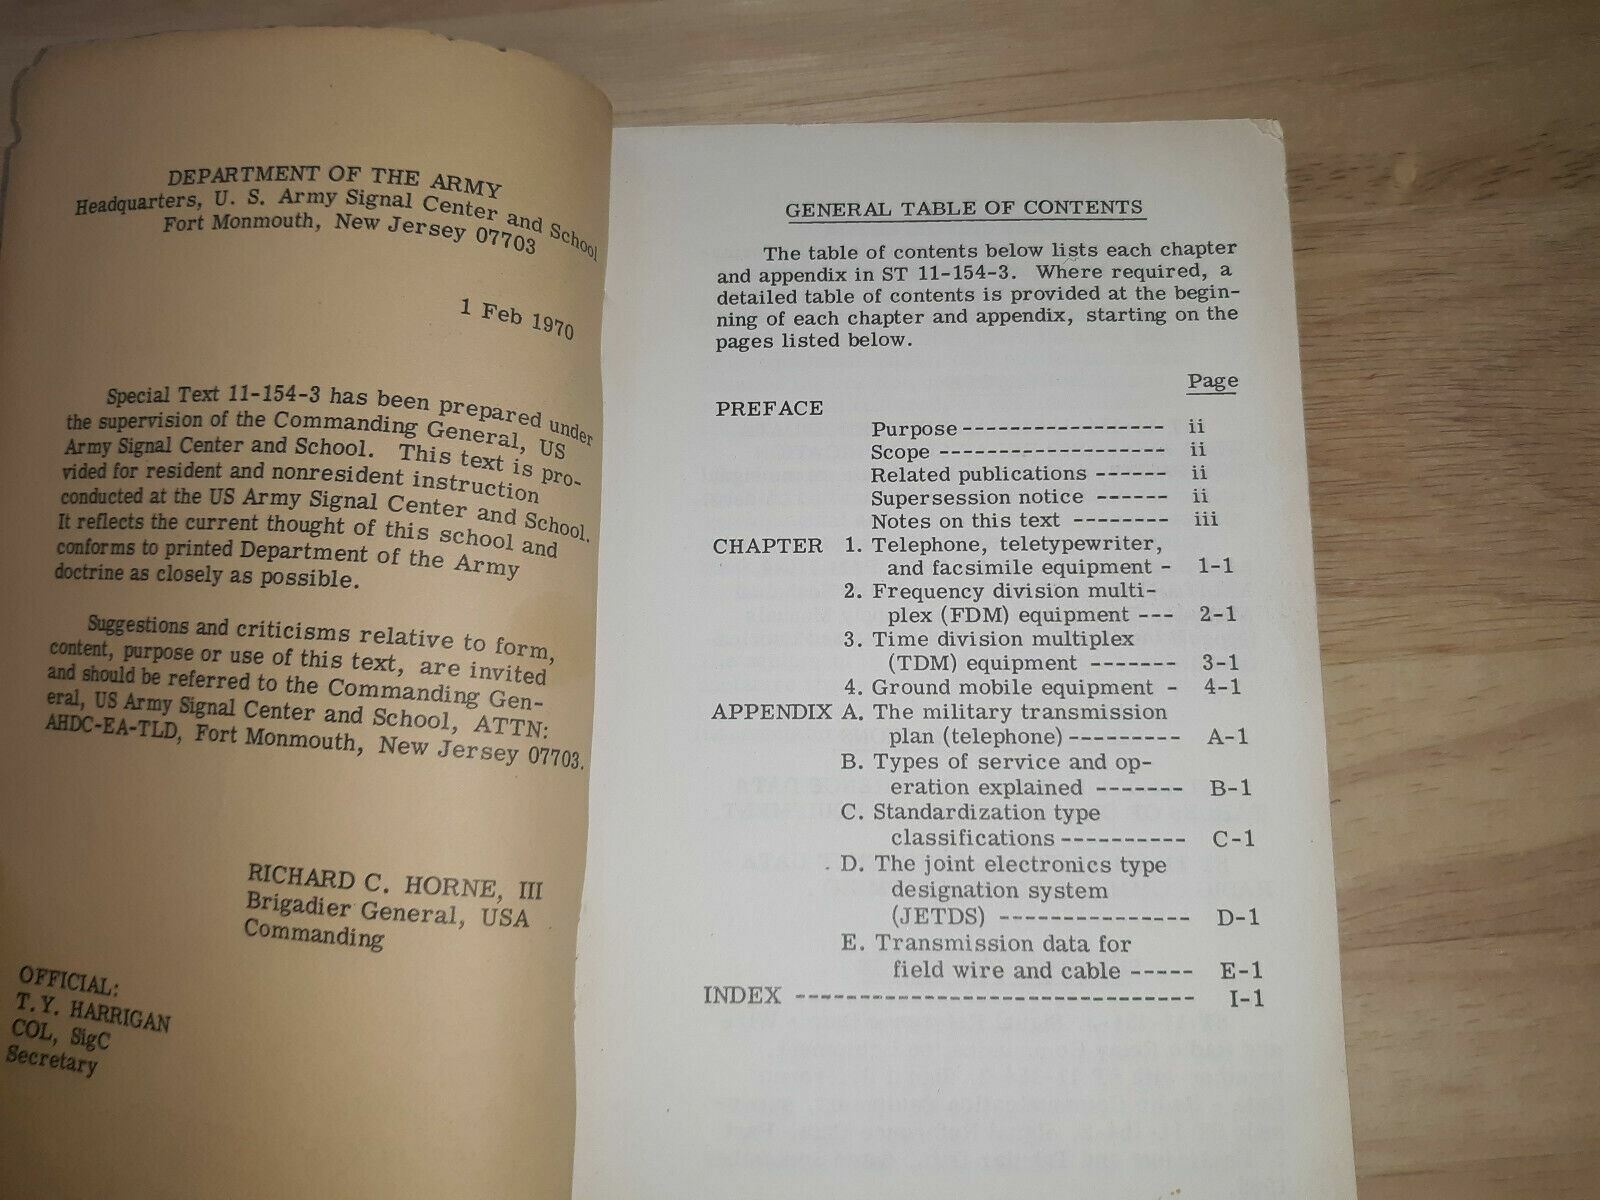 DEPARTMENT OF THE ARMY
Headquarters, U. S. Army Signal Center and School
Fort Monmouth, New Jersey 07703
1 Feb 1970
Special Text 11-154-3 has been prepared under
the supervision of the Commanding General, US
Army Signal Center and School. This text is pro-
vided for resident and nonresident instruction
conducted at the US Army Signal Center and School.
It reflects the current thought of this school and
conforms to printed Department of the Army
doctrine as closely as possible.
Suggestions and criticisms relative to form,
content, purpose or use of this text, are invited
and should be referred to the Commanding Gen-
eral, US Army Signal Center and School, ATTN:
AHDC-EA-TLD, Fort Monmouth, New Jersey 07703.
RICHARD C. HORNE, III
Brigadier General, USA
Commanding
OFFICIAL:
T. Y. HARRIGAN
COL, SigC
Secretary
GENERAL TABLE OF CONTENTS
The table of contents below lists each chapter
and appendix in ST 11-154-3. Where required, a
detailed table of contents is provided at the begin-
ning of each chapter and appendix, starting on the
pages listed below.
Page
PREFACE
Purpose ----------------- ii
Scope ------------------- ii
Related publications ------ ii
Supersession notice ------ ii
Notes on this text -------- iii
CHAPTER 1. Telephone, teletypewriter,
and facsimile equipment - 1-1
2. Frequency division multi-
plex (FDM) equipment --- 2-1
3. Time division multiplex
(TDM) equipment ------- 3-1
4. Ground mobile equipment - 4-1
APPENDIX A. The military transmission
plan (telephone)--------- A-1
B. Types of service and op-
eration explained ------- B-1
C. Standardization type
classifications ---------- C-1
D. The joint electronics type
designation system
(JETDS) --------------- D-1
E. Transmission data for
field wire and cable ----- E-1
INDEX ------------------------------- I-1